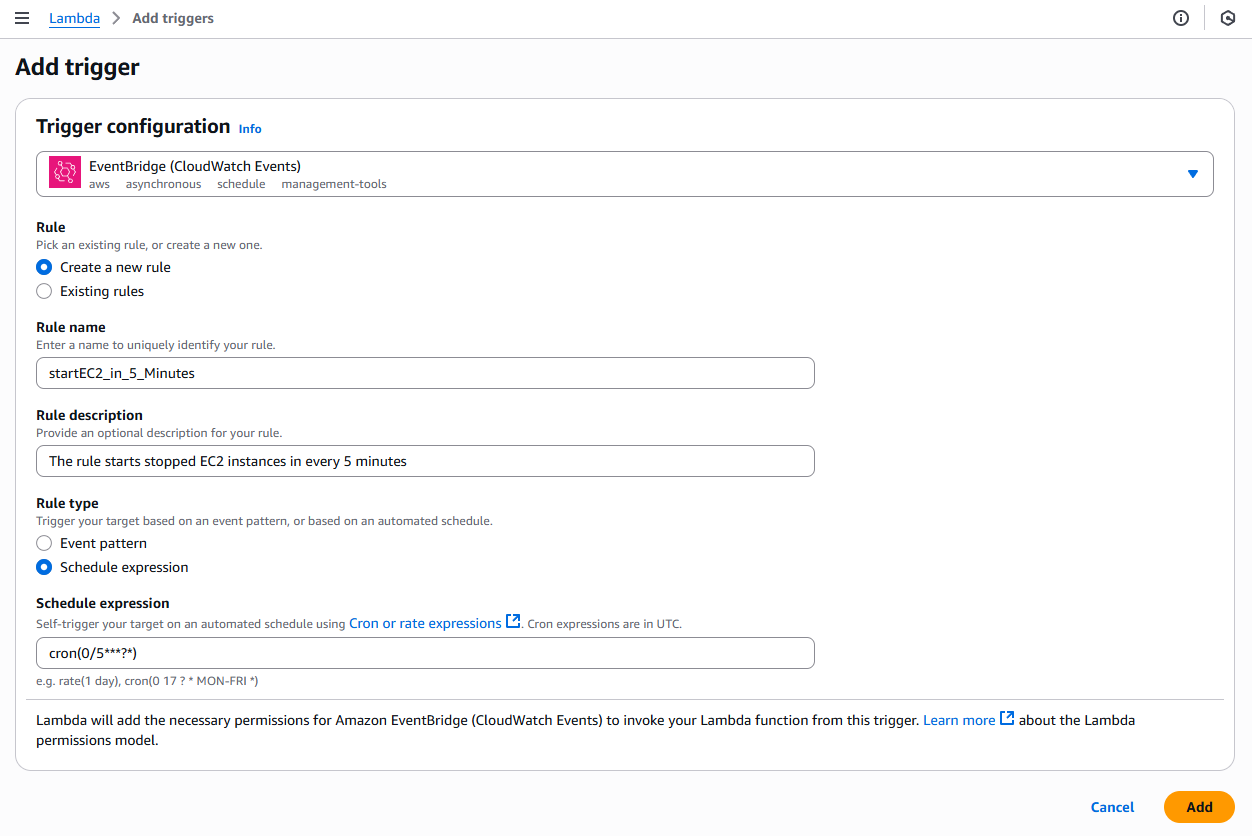 Lambda > Add triggers
Add trigger
Trigger configuration Info
EventBridge (CloudWatch Events)
aws asynchronous schedule management-tools
Rule
Pick an existing rule, or create a new one.
Create a new rule
Existing rules
Rule name
Enter a name to uniquely identify your rule.
startEC2_in_5_Minutes
Rule description
Provide an optional description for your rule.
The rule starts stopped EC2 instances in every 5 minutes
Rule type
Trigger your target based on an event pattern, or based on an automated schedule.
Event pattern
Schedule expression
Schedule expression
Self-trigger your target on an automated schedule using Cron or rate expressions. Cron expressions are in UTC.
cron(0/5***?*)
e.g. rate(1 day), cron(0 17 ? * MON-FRI *)
Lambda will add the necessary permissions for Amazon EventBridge (CloudWatch Events) to invoke your Lambda function from this trigger. Learn more about the Lambda
permissions model.
Cancel Add